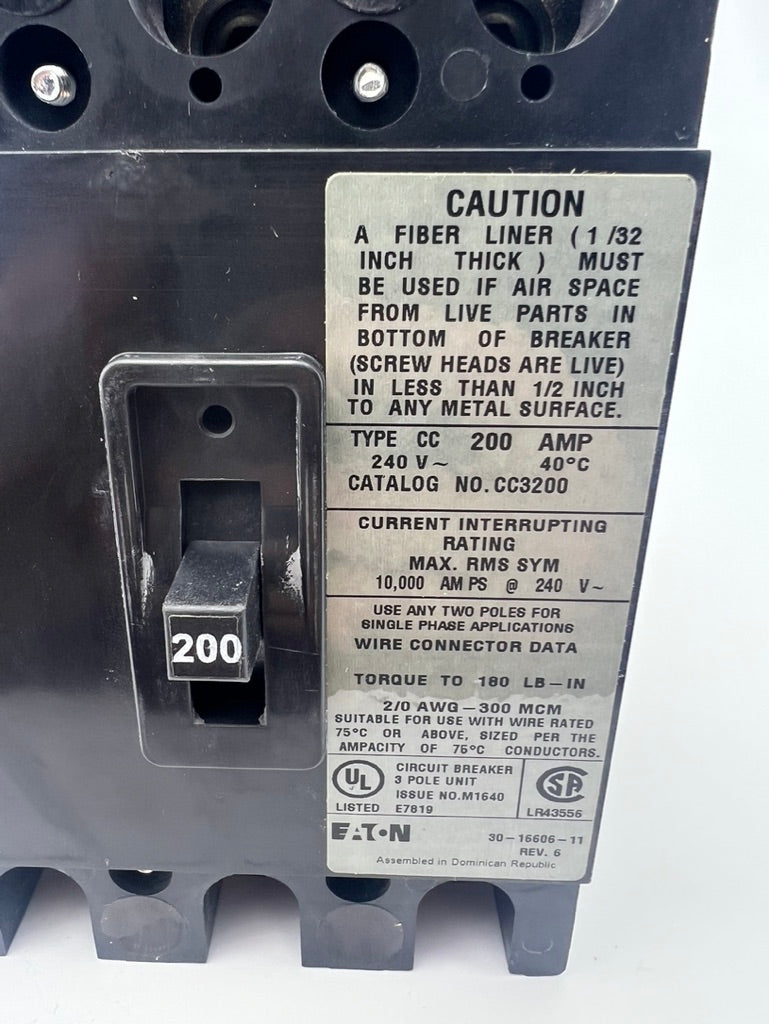 CAUTION
A FIBER LINER (1/32
INCH THICK) MUST
BE USED IF AIR SPACE
FROM LIVE PARTS IN
BOTTOM OF BREAKER
(SCREW HEADS ARE LIVE)
IN LESS THAN 1/2 INCH
TO ANY METAL SURFACE.
TYPE CC 200 AMP
240 V~ 40°C
CATALOG NO. CC3200
CURRENT INTERRUPTING
RATING
MAX. RMS SYM
10,000 AMPS @ 240 V~
USE ANY TWO POLES FOR
SINGLE PHASE APPLICATIONS
WIRE CONNECTOR DATA
TORQUE TO 180 LB-IN
2/0 AWG-300 MCM
SUITABLE FOR USE WITH WIRE RATED
75°C OR ABOVE, SIZED PER THE
AMPACITY OF 75°C CONDUCTORS.
UL
LISTED
CIRCUIT BREAKER
3 POLE UNIT
ISSUE NO. M1640
E7819
SA
LR43556
EATON
30-16606-11
REV. 6
Assembled in Dominican Republic
200